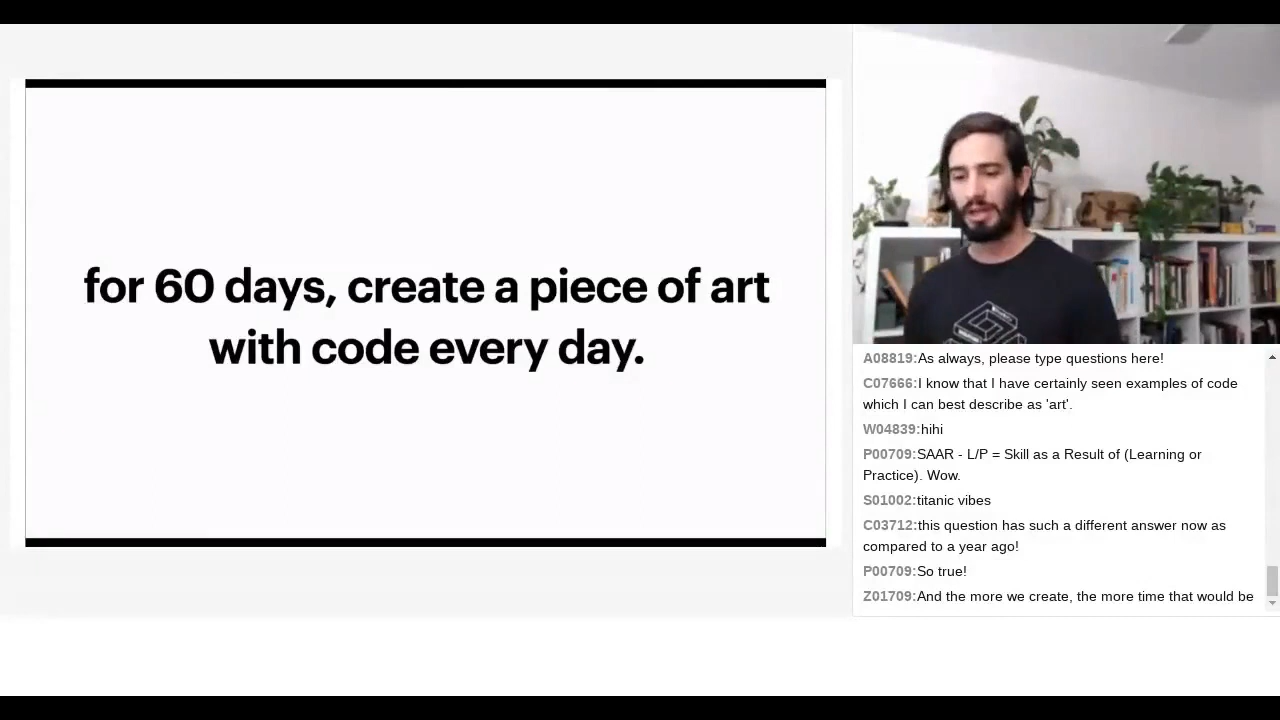 for 60 days, create a piece of art
with code every day.
A08819:As always, please type questions here!
C07666:I know that I have certainly seen examples of code
which I can best describe as 'art'.
W04839:hihi
P00709:SAAR - L/P = Skill as a Result of (Learning or
Practice). Wow.
S01002:titanic vibes
C03712:this question has such a different answer now as
compared to a year ago!
P00709:So true!
Z01709:And the more we create, the more time that would be